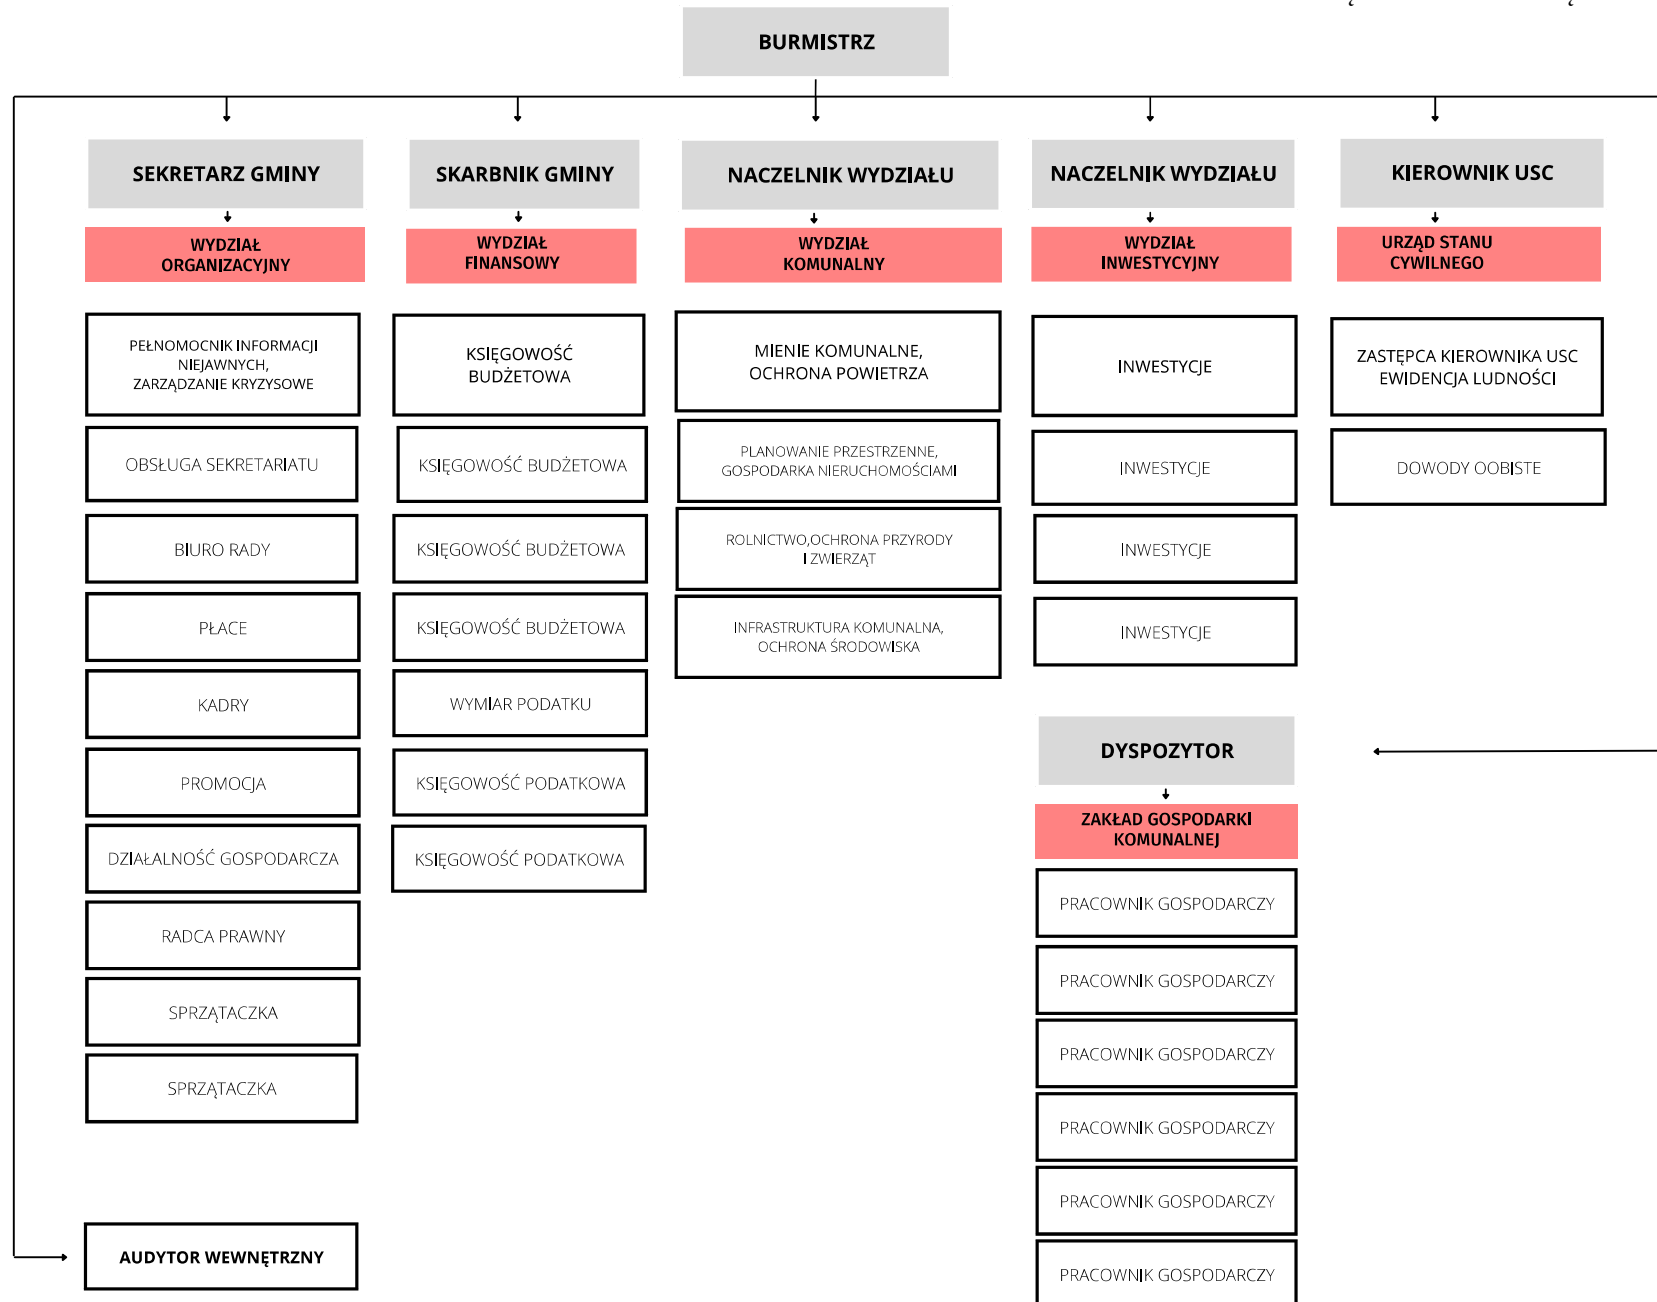 BURMISTRZ
SEKRETARZ GMINY
WYDZIAŁ
ORGANIZACYJNY
PEŁNOMOCNIK INFORMACJI
NIEJAWNYCH,
ZARZĄDZANIE KRYZYSOWE
OBSŁUGA SEKRETARIATU
BIURO RADY
PŁACE
KADRY
PROMOCJA
DZIAŁALNOŚĆ GOSPODARCZA
RADCA PRAWNY
SPRZĄTACZKA
SPRZĄTACZKA
AUDYTOR WEWNĘTRZNY
SKARBNIK GMINY
WYDZIAŁ
FINANSOWY
KSIĘGOWOŚĆ
BUDŻETOWA
KSIĘGOWOŚĆ BUDŻETOWA
KSIĘGOWOŚĆ BUDŻETOWA
KSIĘGOWOŚĆ BUDŻETOWA
WYMIAR PODATKU
KSIĘGOWOŚĆ PODATKOWA
KSIĘGOWOŚĆ PODATKOWA
NACZELNIK WYDZIAŁU
WYDZIAŁ
KOMUNALNY
MIENIE KOMUNALNE,
OCHRONA POWIETRZA
PLANOWANIE PRZESTRZENNE,
GOSPODARKA NIERUCHOMOŚCIAMI
ROLNICTWO,OCHRONA PRZYRODY
I ZWIERZĄT
INFRASTRUKTURA KOMUNALNA,
OCHRONA ŚRODOWISKA
NACZELNIK WYDZIAŁU
WYDZIAŁ
INWESTYCYJNY
INWESTYCJE
INWESTYCJE
INWESTYCJE
INWESTYCJE
DYSPOZYTOR
ZAKŁAD GOSPODARKI
KOMUNALNEJ
PRACOWNIK GOSPODARCZY
PRACOWNIK GOSPODARCZY
PRACOWNIK GOSPODARCZY
PRACOWNIK GOSPODARCZY
PRACOWNIK GOSPODARCZY
PRACOWNIK GOSPODARCZY
KIEROWNIK USC
URZĄD STANU
CYWILNEGO
ZASTĘPCA KIEROWNIKA USC
EWIDENCJA LUDNOŚCI
DOWODY OOBISTE